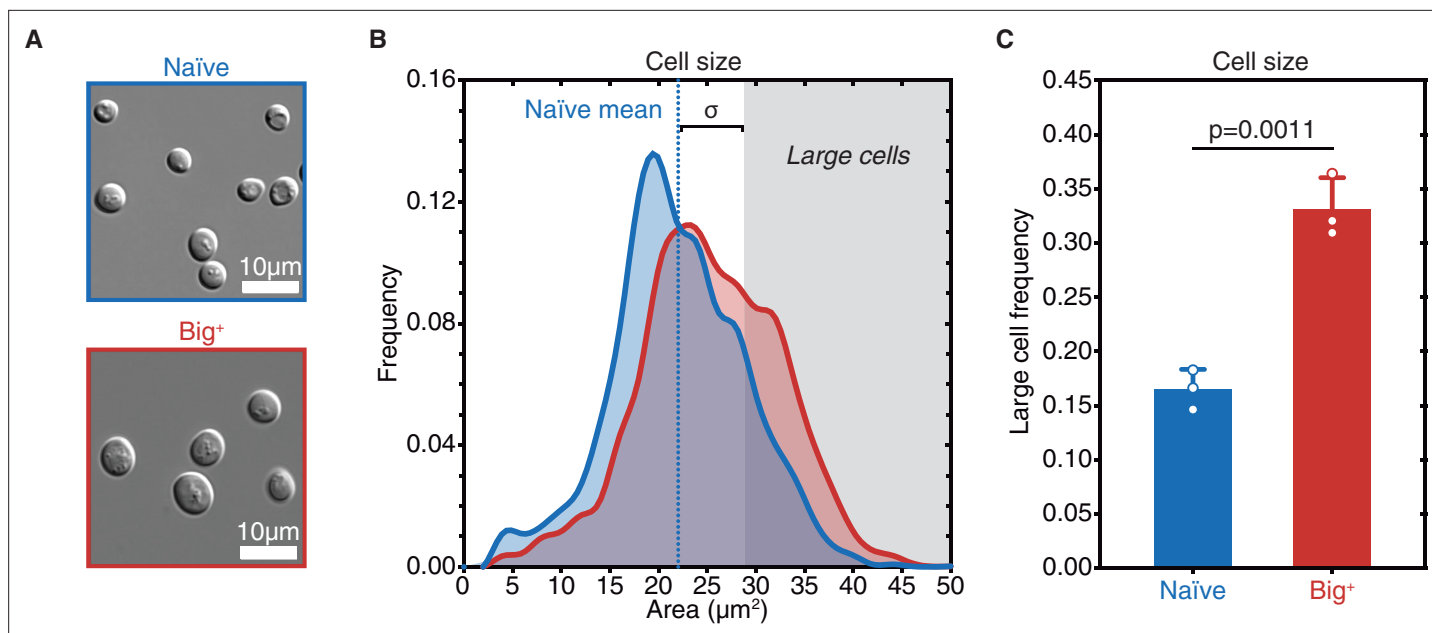 A
Naïve
10µm
Big⁺
10µm
B
Cell size
Naïve mean
σ
Large cells
Frequency
0.16
0.12
0.08
0.04
0.00
0 5 10 15 20 25 30 35 40 45 50
Area (µm²)
C
Cell size
p=0.0011
Large cell frequency
0.45
0.40
0.35
0.30
0.25
0.20
0.15
0.10
0.05
0.00
Naïve Big⁺